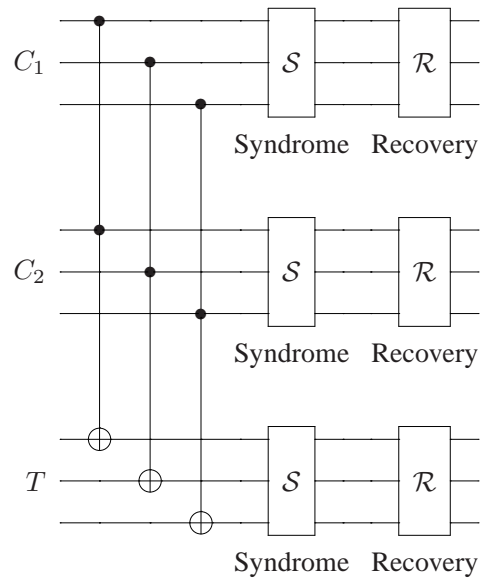 C₁ 𝒮 ℛ
Syndrome Recovery
C₂ 𝒮 ℛ
Syndrome Recovery
T 𝒮 ℛ
Syndrome Recovery